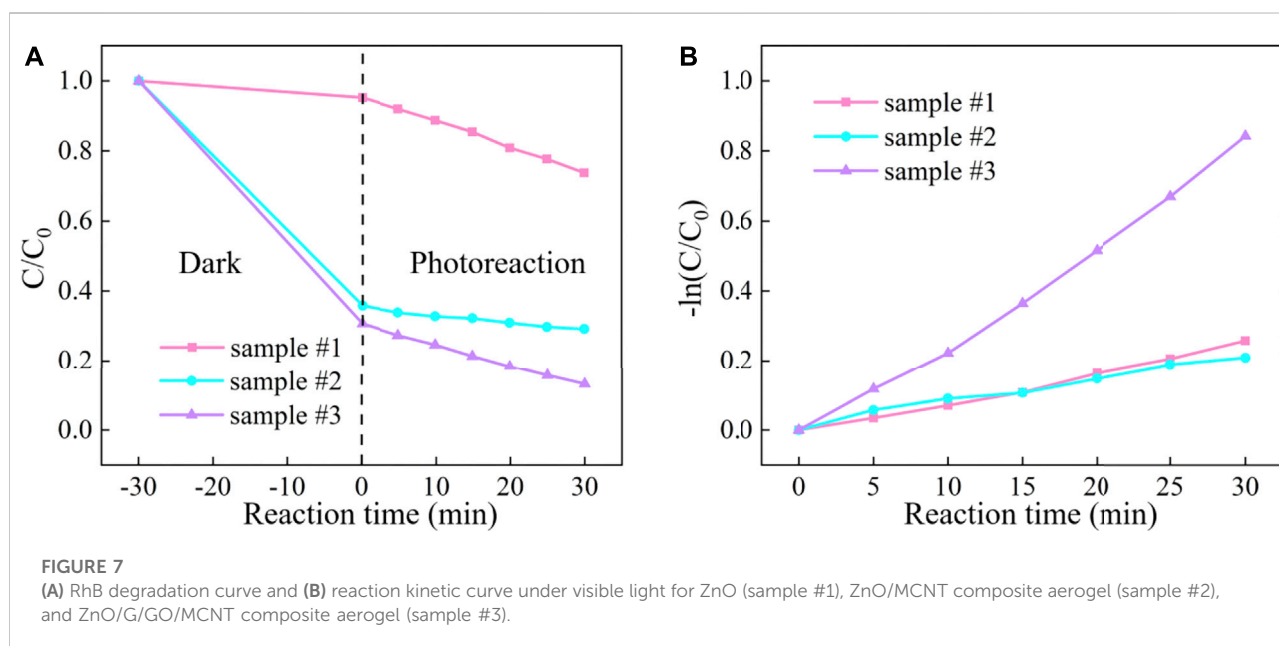 A
C/C0
1.0
0.8
0.6
0.4
0.2
0.0
Dark
Photoreaction
sample #1
sample #2
sample #3
-30
-20
-10
0
10
20
30
Reaction time (min)
B
-ln(C/C0)
1.0
0.8
0.6
0.4
0.2
0.0
sample #1
sample #2
sample #3
0
5
10
15
20
25
30
Reaction time (min)
FIGURE 7
(A) RhB degradation curve and (B) reaction kinetic curve under visible light for ZnO (sample #1), ZnO/MCNT composite aerogel (sample #2),
and ZnO/G/GO/MCNT composite aerogel (sample #3).